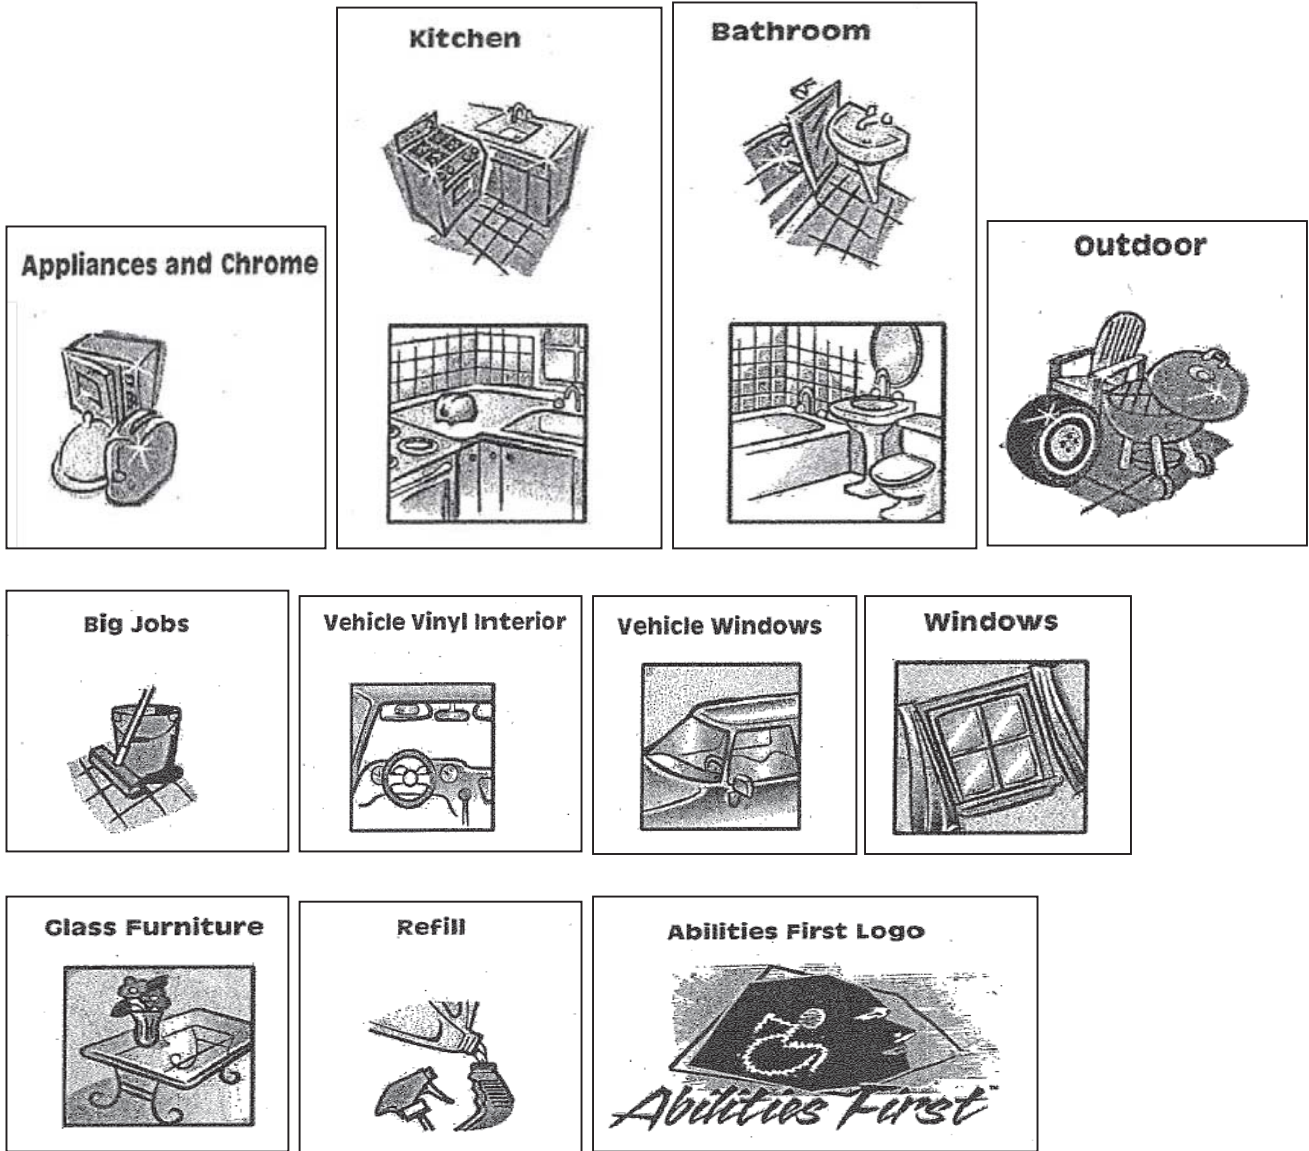 Kitchen
Bathroom
Appliances and Chrome
Outdoor
Big Jobs
Vehicle Vinyl Interior
Vehicle Windows
Windows
Glass Furniture
Refill
Abilities First Logo
Abilities First™